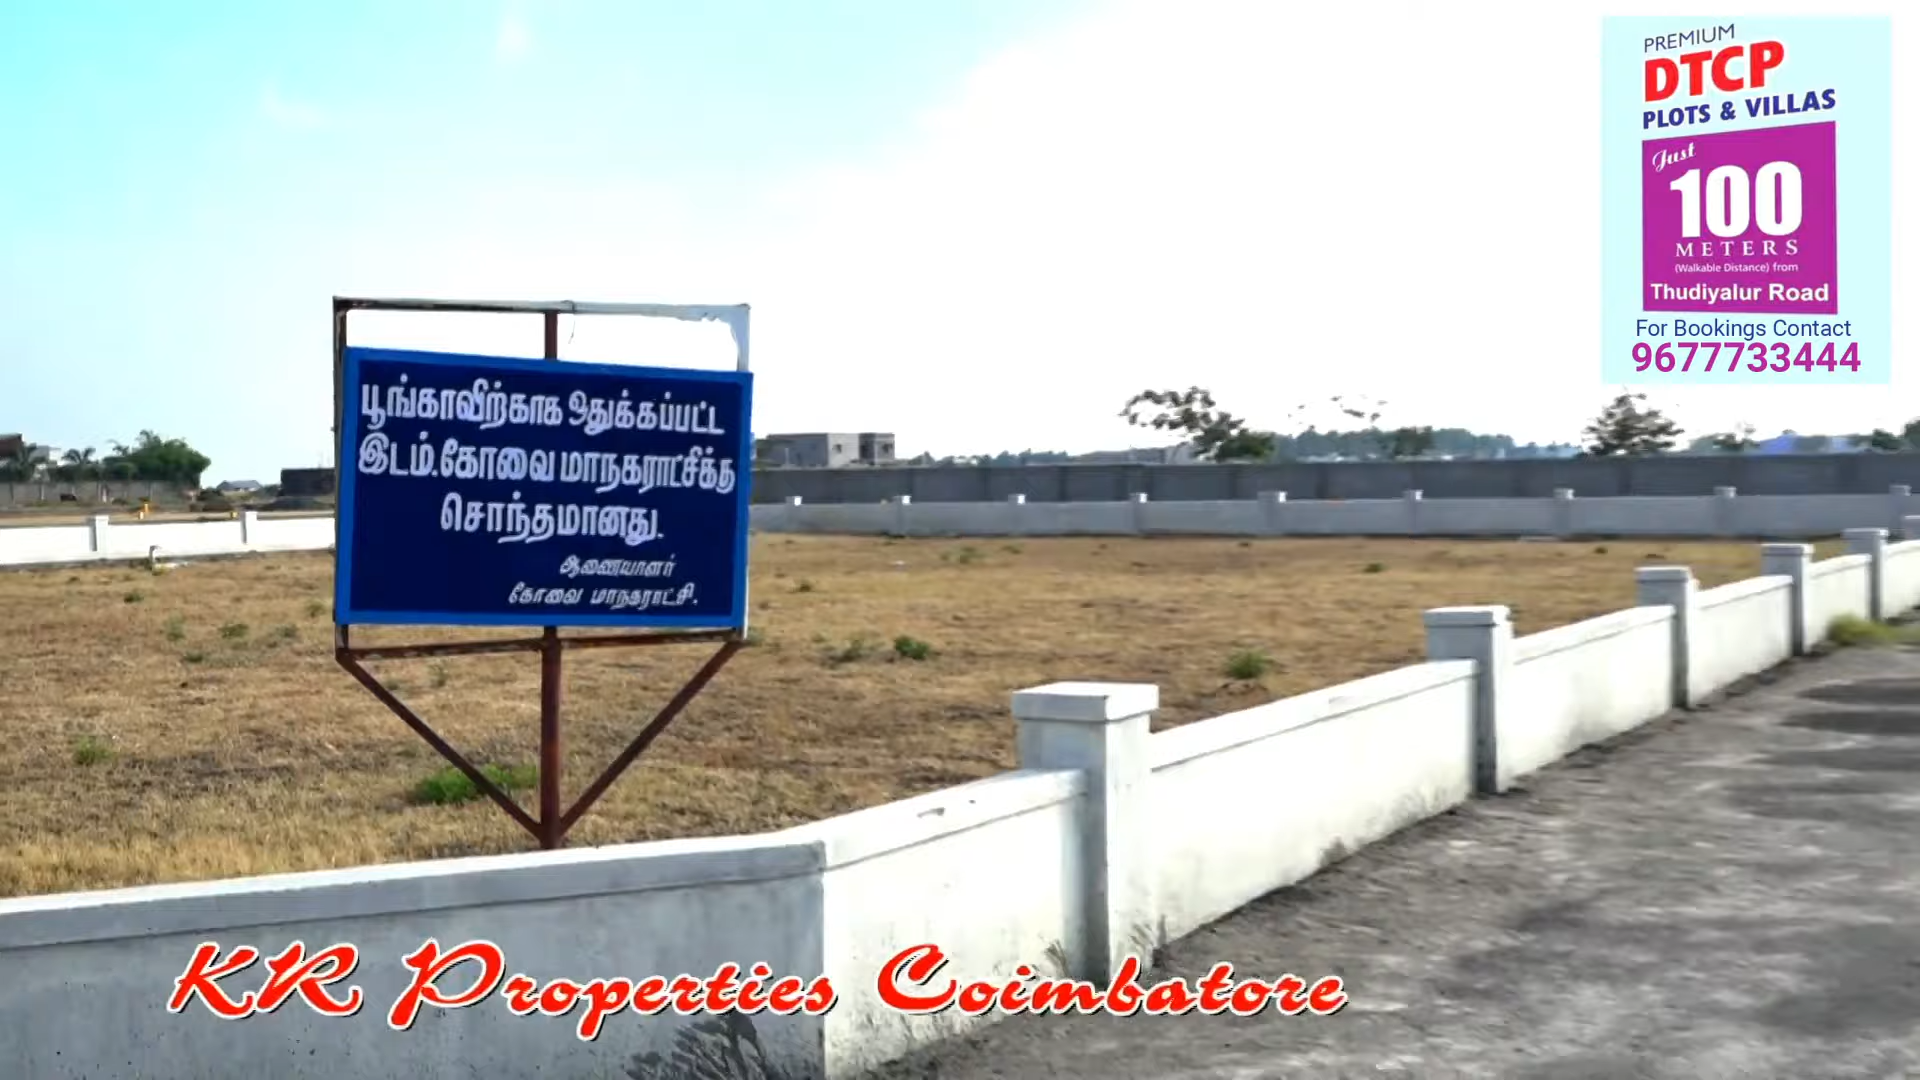 PREMIUM
DTCP
PLOTS & VILLAS
Just
100
METERS
(Walkable Distance) from
Thudiyalur Road
For Bookings Contact
9677733444
பூங்காவிற்காக ஒதுக்கப்பட்ட
இடம்.கோவை மாநகராட்சிக்கு
சொந்தமானது.
ஆணையாளர்
கோவை மாநகராட்சி.
KR Properties Coimbatore